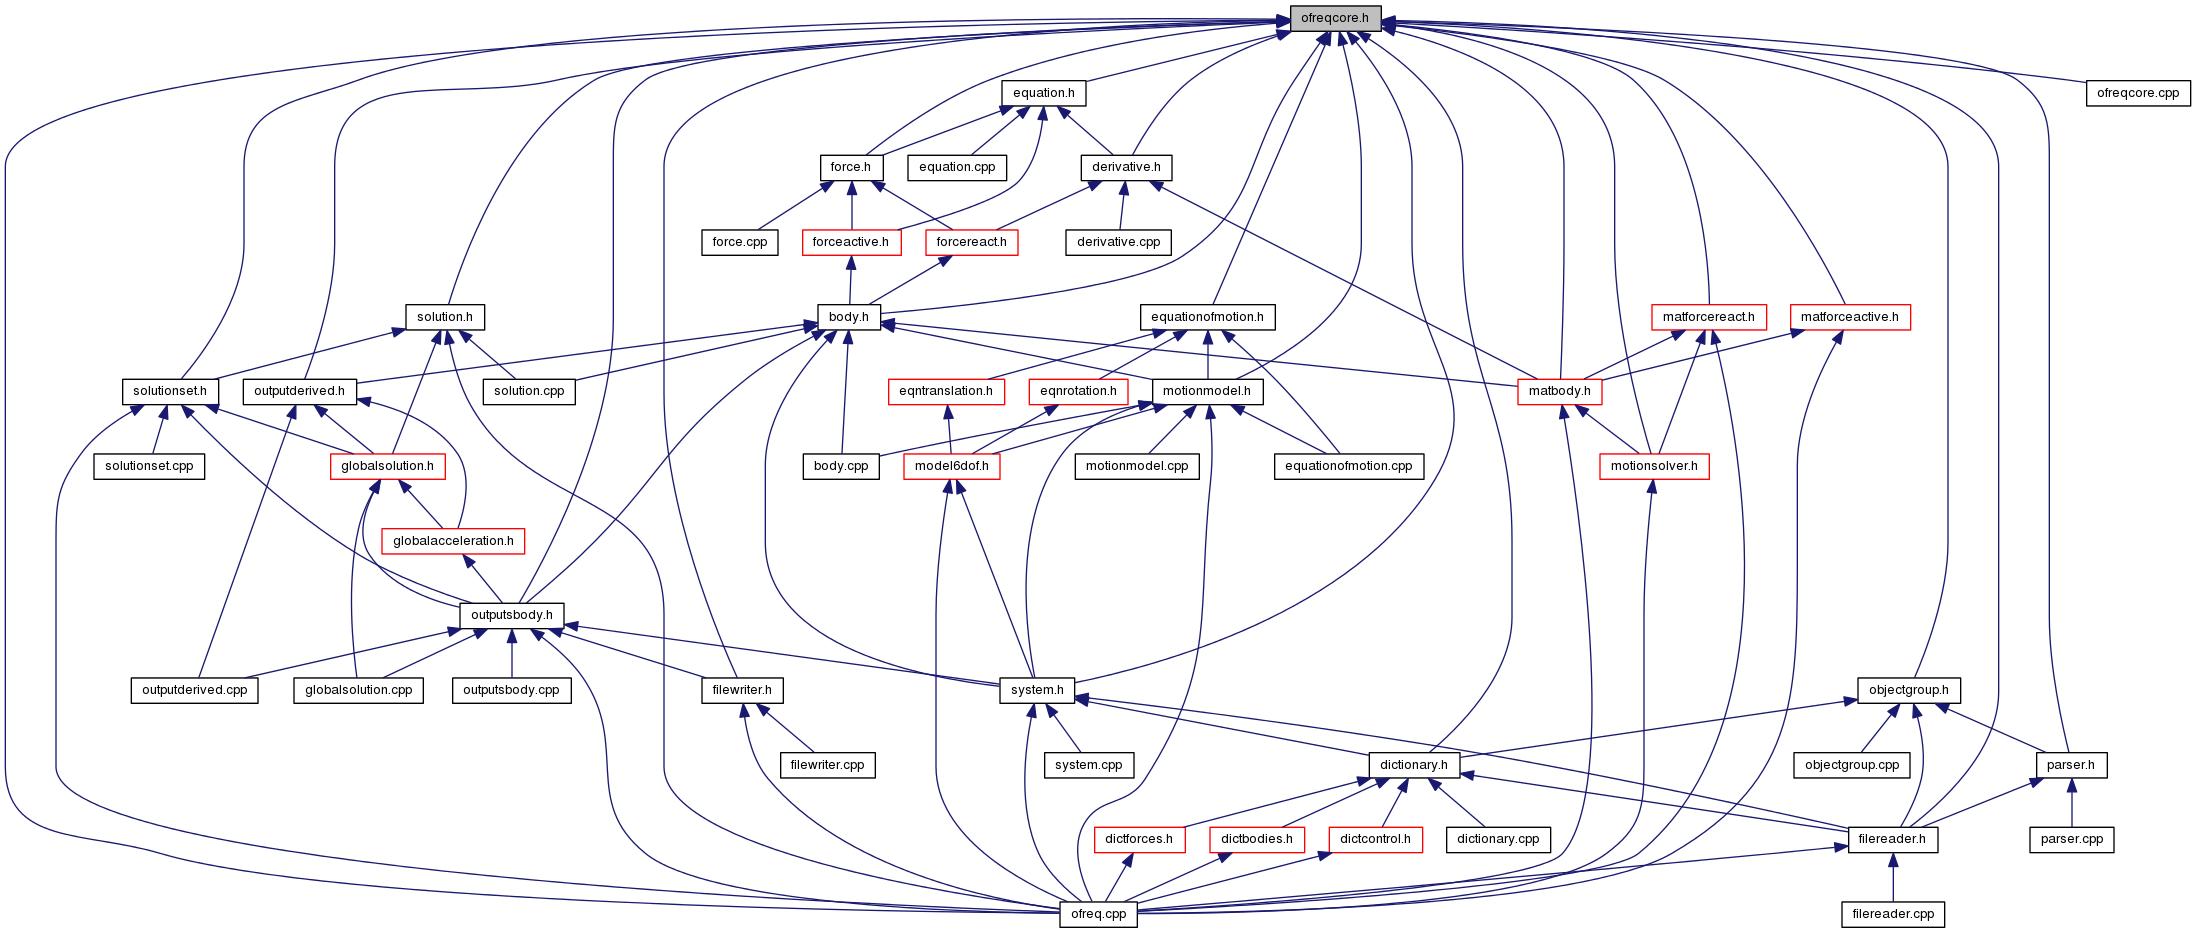 ofreqcore.h
equation.h
ofreqcore.cpp
force.h
equation.cpp
derivative.h
force.cpp
forceactive.h
forcereact.h
derivative.cpp
solution.h
body.h
equationofmotion.h
matforcereact.h
matforceactive.h
solutionset.h
outputderived.h
solution.cpp
eqntranslation.h
eqnrotation.h
motionmodel.h
matbody.h
solutionset.cpp
globalsolution.h
body.cpp
model6dof.h
motionmodel.cpp
equationofmotion.cpp
motionsolver.h
globalacceleration.h
outputsbody.h
outputderived.cpp
globalsolution.cpp
outputsbody.cpp
filewriter.h
system.h
objectgroup.h
filewriter.cpp
system.cpp
dictionary.h
objectgroup.cpp
parser.h
dictforces.h
dictbodies.h
dictcontrol.h
dictionary.cpp
filereader.h
parser.cpp
ofreq.cpp
filereader.cpp